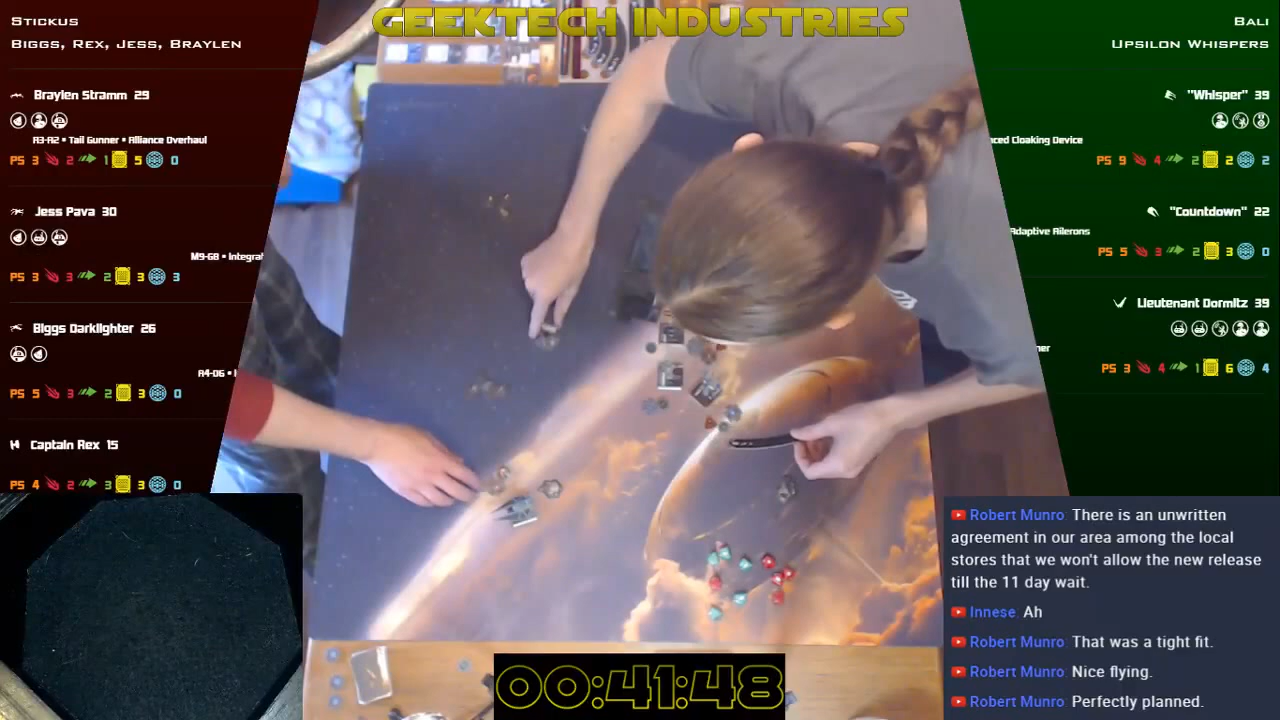 GEEKTECH INDUSTRIES
Stickus
Biggs, Rex, Jess, Braylen
Braylen Stramm 29
R3-A2 • Tail Gunner • Alliance Overhaul
PS 3 2 1 5 0
Jess Pava 30
M9-G8 • Integrat
PS 3 3 2 3 3
Biggs Darklighter 26
R4-D6 •
PS 5 3 2 3 0
Captain Rex 15
PS 4 2 3 3 0
Bali
Upsilon Whispers
"Whisper" 39
nced Cloaking Device
PS 9 4 2 2 2
"Countdown" 22
Adaptive Ailerons
PS 5 3 2 3 0
Lieutenant Dormitz 39
ner
PS 3 4 1 6 4
Robert Munro: There is an unwritten
agreement in our area among the local
stores that we won't allow the new release
till the 11 day wait.
Innese: Ah
Robert Munro: That was a tight fit.
Robert Munro: Nice flying.
Robert Munro: Perfectly planned.
00:41:48